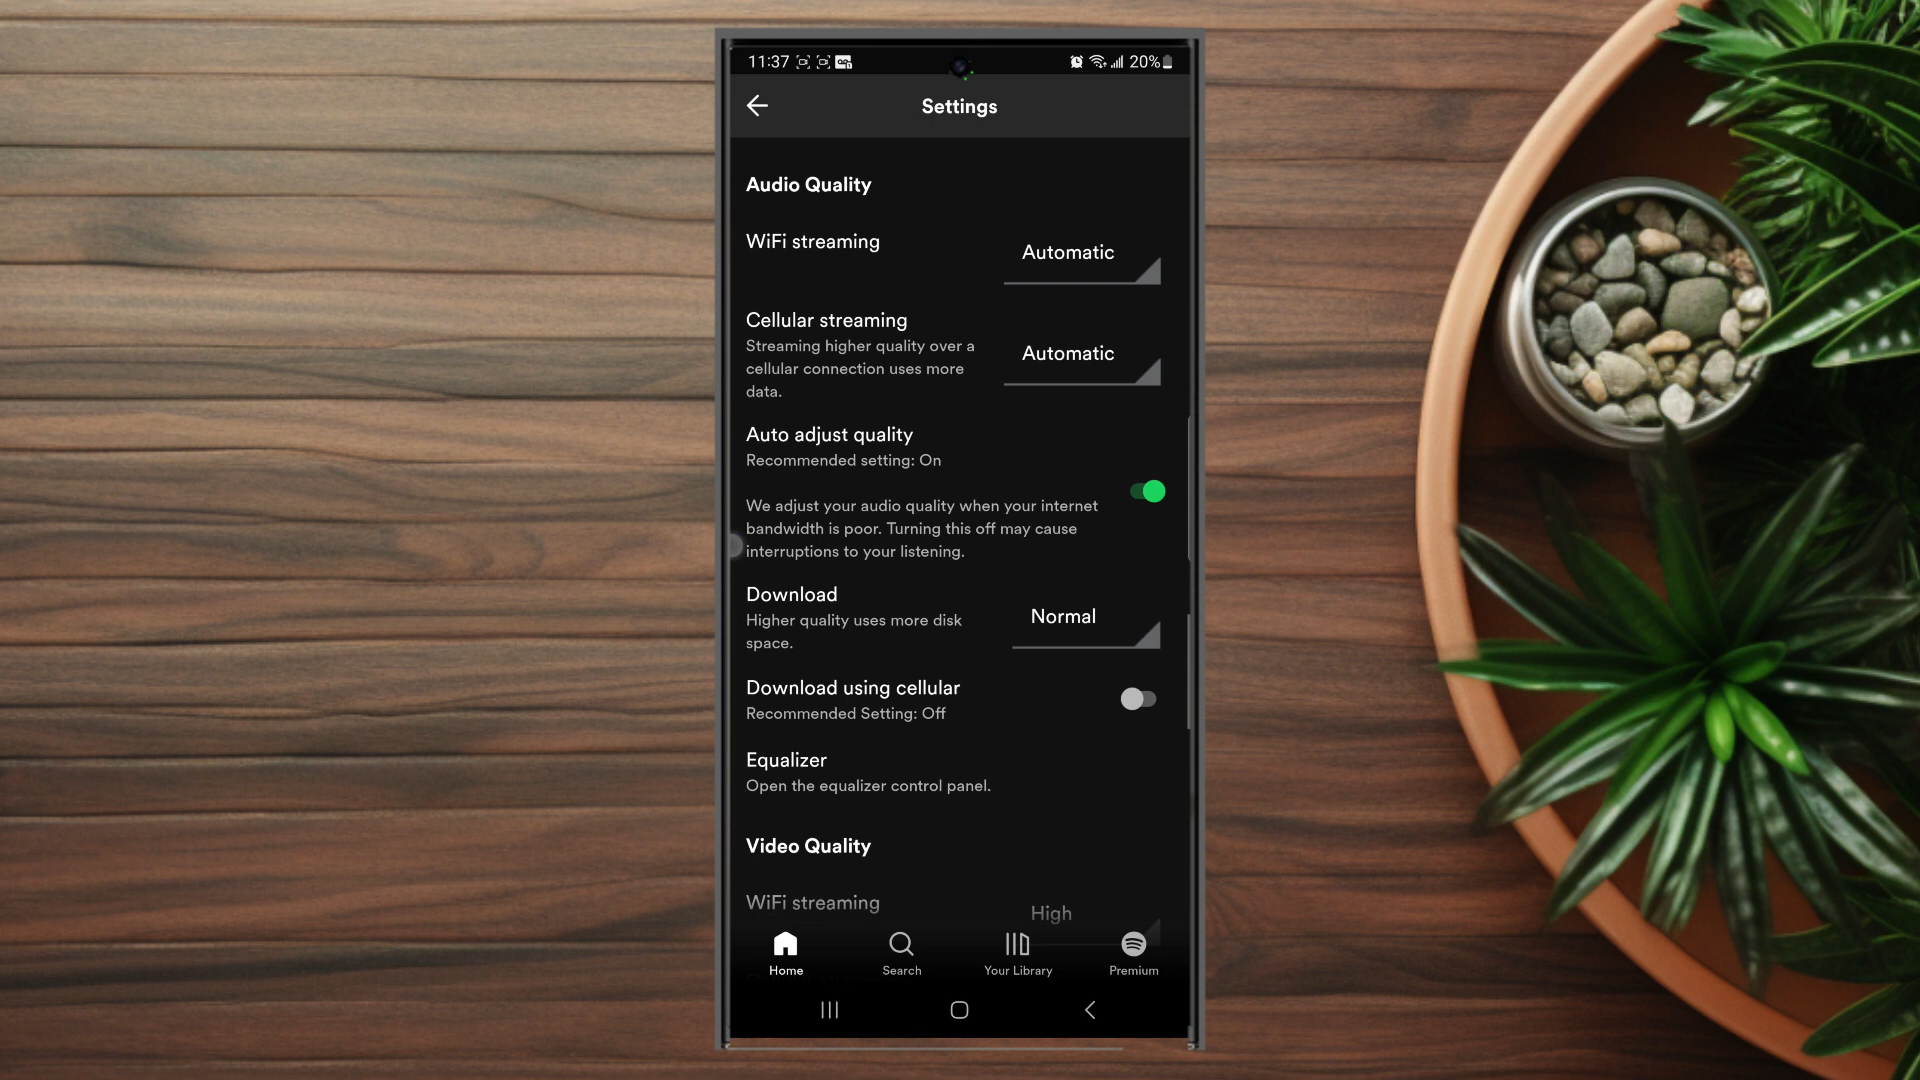 11:37 20%
Settings
Audio Quality
WiFi streaming
Automatic
Cellular streaming
Streaming higher quality over a
cellular connection uses more
data.
Automatic
Auto adjust quality
Recommended setting: On
We adjust your audio quality when your internet
bandwidth is poor. Turning this off may cause
interruptions to your listening.
Download
Higher quality uses more disk
space.
Normal
Download using cellular
Recommended Setting: Off
Equalizer
Open the equalizer control panel.
Video Quality
WiFi streaming
High
Home
Search
Your Library
Premium